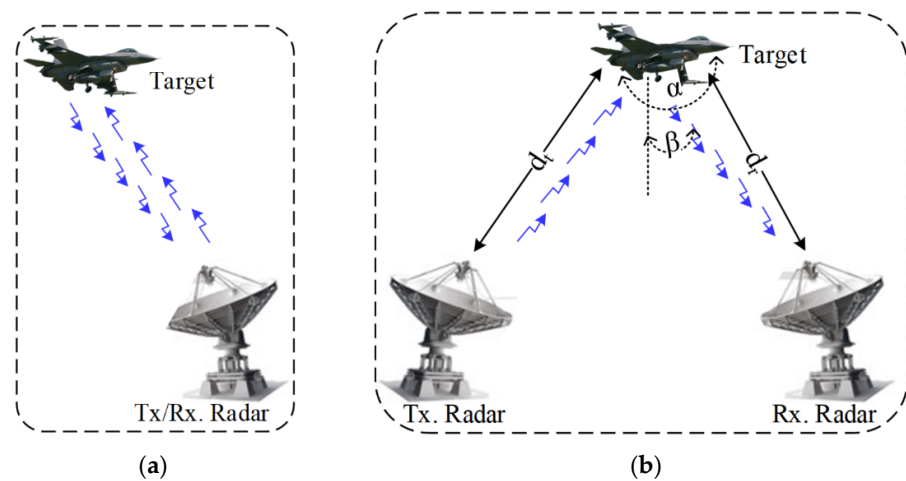 Target
Tx/Rx. Radar
(a)
Target
α
β
dt
dr
Tx. Radar
Rx. Radar
(b)